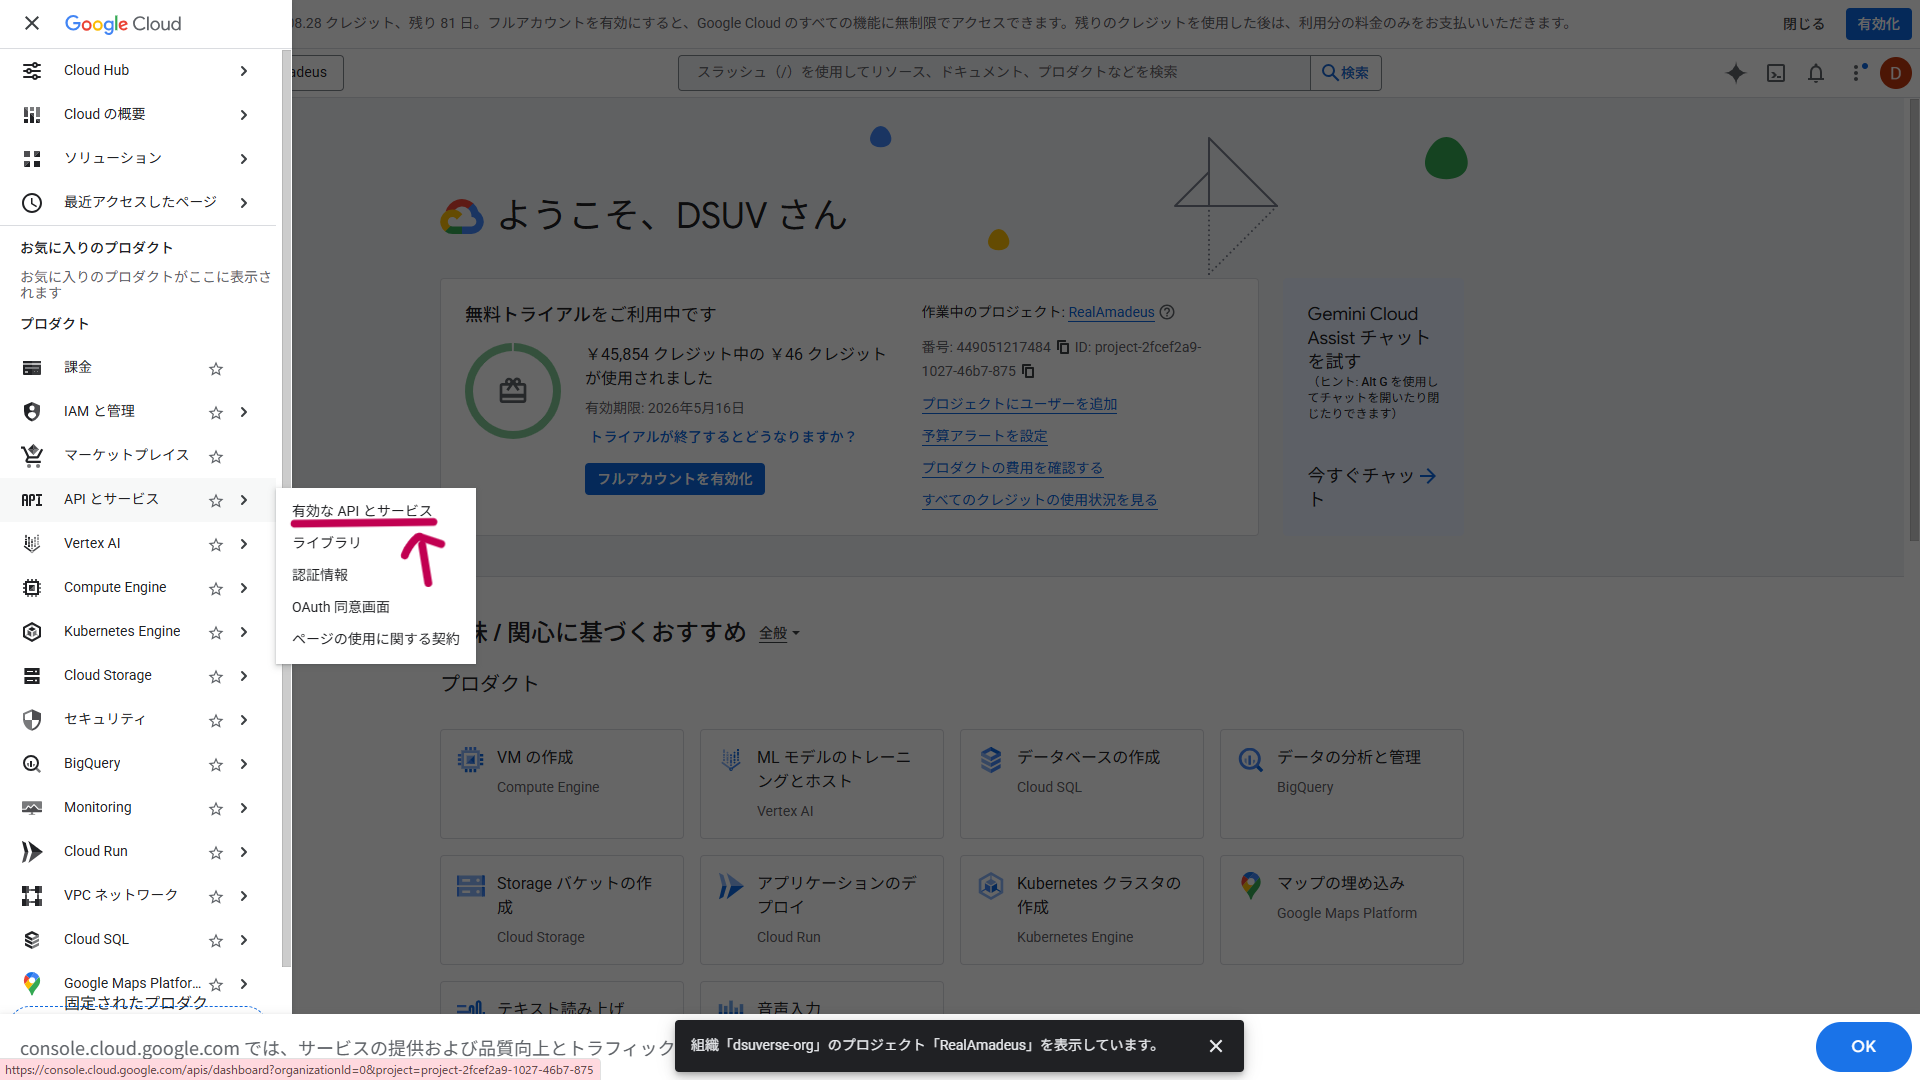 Google Cloud
8.28 クレジット、残り 81 日。フルアカウントを有効にすると、Google Cloud のすべての機能に無制限でアクセスできます。残りのクレジットを使用した後は、利用分の料金のみをお支払いいただきます。
閉じる
有効化
adeus
スラッシュ（/）を使用してリソース、ドキュメント、プロダクトなどを検索
検索
D
Cloud Hub
Cloud の概要
ソリューション
最近アクセスしたページ
お気に入りのプロダクト
お気に入りのプロダクトがここに表示さ
れます
プロダクト
課金
IAM と管理
マーケットプレイス
API API とサービス
Vertex AI
Compute Engine
Kubernetes Engine
Cloud Storage
セキュリティ
BigQuery
Monitoring
Cloud Run
VPC ネットワーク
Cloud SQL
Google Maps Platfor...
固定されたプロダク
有効な API とサービス
ライブラリ
認証情報
OAuth 同意画面
ページの使用に関する契約
ようこそ、DSUV さん
無料トライアルをご利用中です
￥45,854 クレジット中の ￥46 クレジット
が使用されました
有効期限: 2026年5月16日
トライアルが終了するとどうなりますか？
フルアカウントを有効化
作業中のプロジェクト: RealAmadeus
番号: 449051217484 ID: project-2fcef2a9-
1027-46b7-875
プロジェクトにユーザーを追加
予算アラートを設定
プロダクトの費用を確認する
すべてのクレジットの使用状況を見る
Gemini Cloud
Assist チャット
を試す
（ヒント: Alt G を使用し
てチャットを開いたり閉
じたりできます）
今すぐチャッ
ト
味 / 関心に基づくおすすめ 全般
プロダクト
VM の作成
Compute Engine
ML モデルのトレーニ
ングとホスト
Vertex AI
データベースの作成
Cloud SQL
データの分析と管理
BigQuery
Storage バケットの作
成
Cloud Storage
アプリケーションのデ
プロイ
Cloud Run
Kubernetes クラスタの
作成
Kubernetes Engine
マップの埋め込み
Google Maps Platform
テキスト読み上げ
音声入力
console.cloud.google.com では、サービスの提供および品質向上とトラフィック
組織「dsuverse-org」のプロジェクト「RealAmadeus」を表示しています。
OK
https://console.cloud.google.com/apis/dashboard?organizationId=0&project=project-2fcef2a9-1027-46b7-875